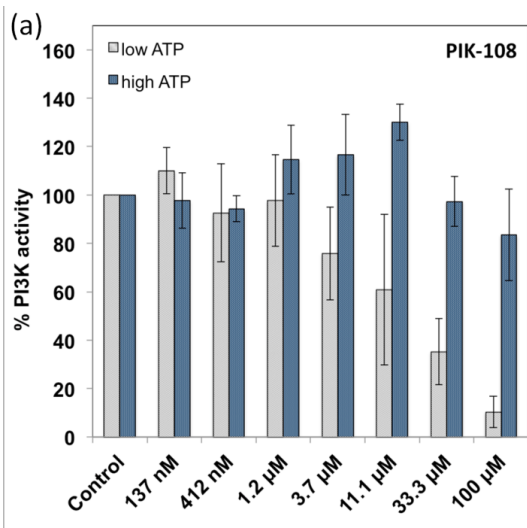 (a)
PIK-108
low ATP
high ATP
% PI3K activity
160
140
120
100
80
60
40
20
0
Control
137 nM
412 nM
1.2 µM
3.7 µM
11.1 µM
33.3 µM
100 µM